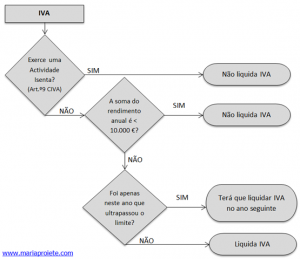 IVA
Exerce uma
Actividade
Isenta?
(Art.º9 CIVA)
SIM
Não liquida IVA
NÃO
A soma do
rendimento
anual é <
10.000 €?
SIM
Não liquida IVA
NÃO
Foi apenas
neste ano que
ultrapassou o
limite?
SIM
Terá que liquidar IVA
no ano seguinte
NÃO
Liquida IVA
www.mariaproiete.com